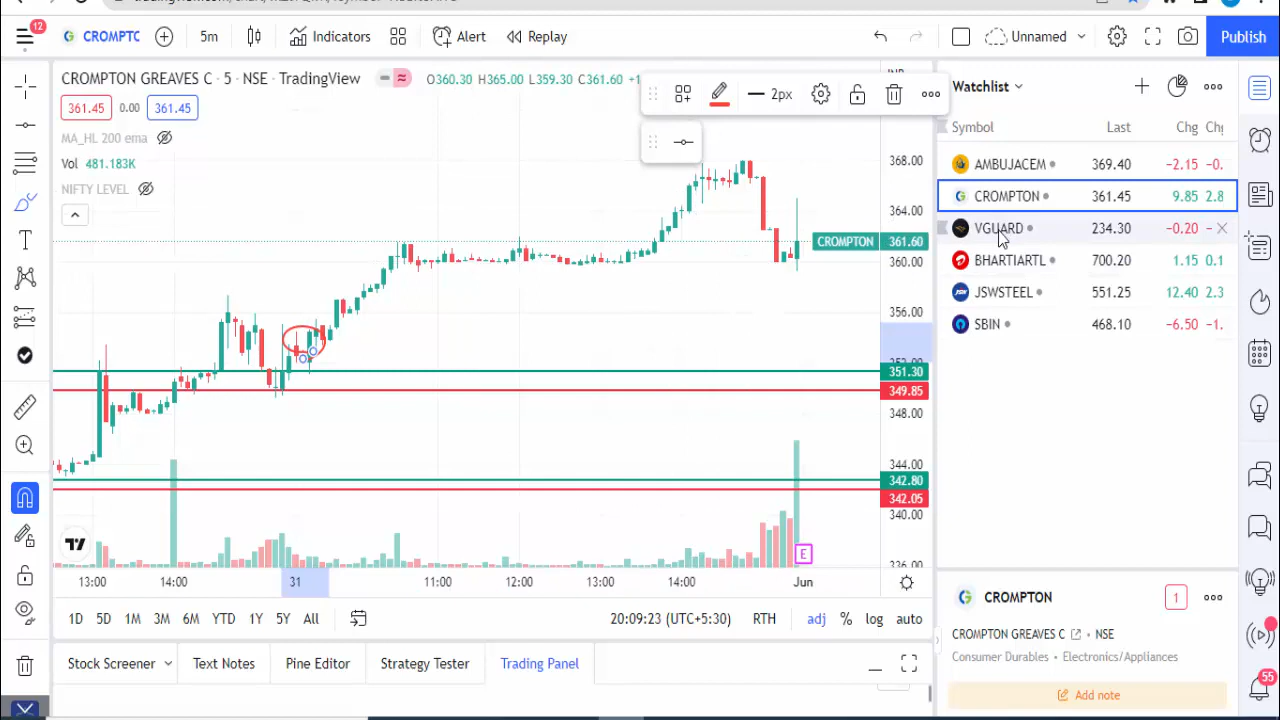 12
CROMPTC
5m
Indicators
Alert
Replay
Unnamed
Publish
CROMPTON GREAVES C · 5 · NSE · TradingView
O360.30 H365.00 L359.30 C361.60
361.45 0.00 361.45
2px
MA_HL 200 ema
Vol 481.183K
NIFTY LEVEL
368.00
364.00
CROMPTON 361.60
360.00
356.00
351.30
349.85
348.00
344.00
342.80
342.05
340.00
E
13:00 14:00 31 11:00 12:00 13:00 14:00 Jun
1D 5D 1M 3M 6M YTD 1Y 5Y All
20:09:23 (UTC+5:30) RTH adj % log auto
Stock Screener
Text Notes
Pine Editor
Strategy Tester
Trading Panel
Watchlist
Symbol Last Chg
AMBUJACEM 369.40 −2.15 −0.
CROMPTON 361.45 9.85 2.8
VGUARD 234.30 −0.20 −
BHARTIARTL 700.20 1.15 0.1
JSWSTEEL 551.25 12.40 2.3
SBIN 468.10 −6.50 −1.
CROMPTON 1
CROMPTON GREAVES C • NSE
Consumer Durables • Electronics/Appliances
Add note
55